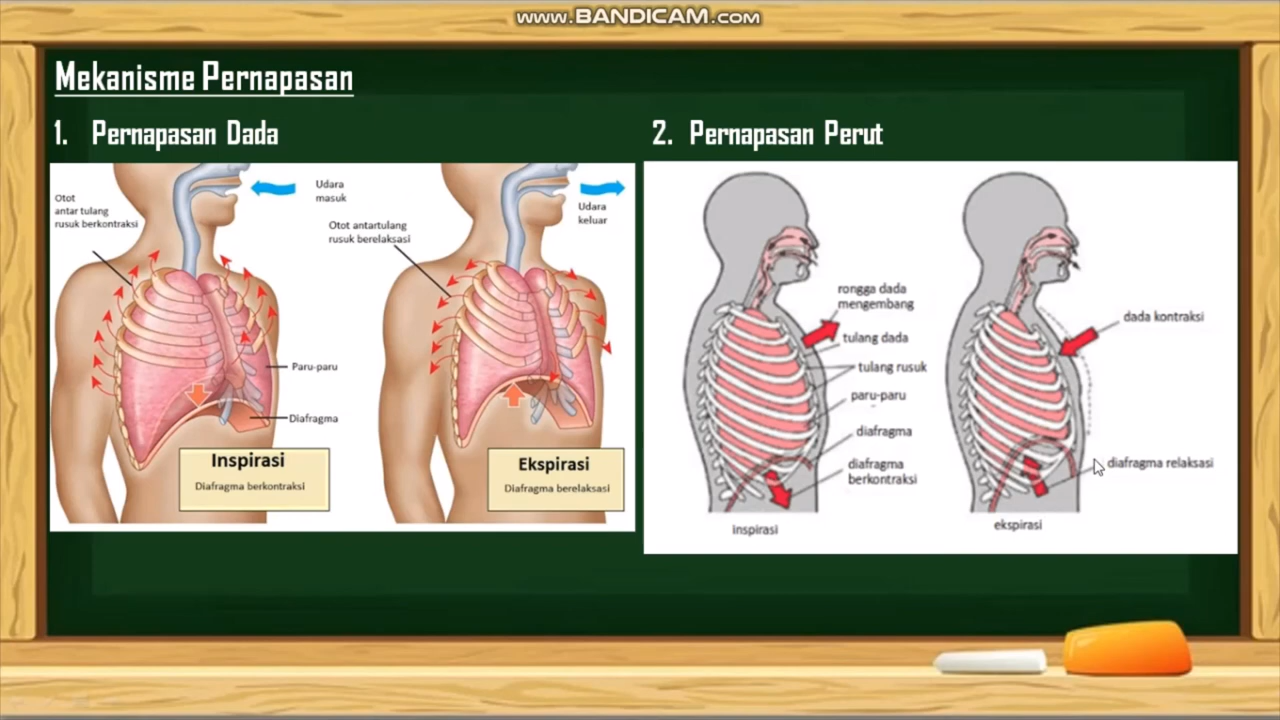 www.BANDICAM.com
Mekanisme Pernapasan
1. Pernapasan Dada
2. Pernapasan Perut
Otot
antar tulang
rusuk berkontraksi
Udara
masuk
Paru-paru
Diafragma
Inspirasi
Diafragma berkontraksi
Otot antartulang
rusuk berelaksasi
Udara
keluar
Ekspirasi
Diafragma berelaksasi
rongga dada
mengembang
tulang dada
tulang rusuk
paru-paru
diafragma
diafragma
berkontraksi
inspirasi
dada kontraksi
diafragma relaksasi
ekspirasi